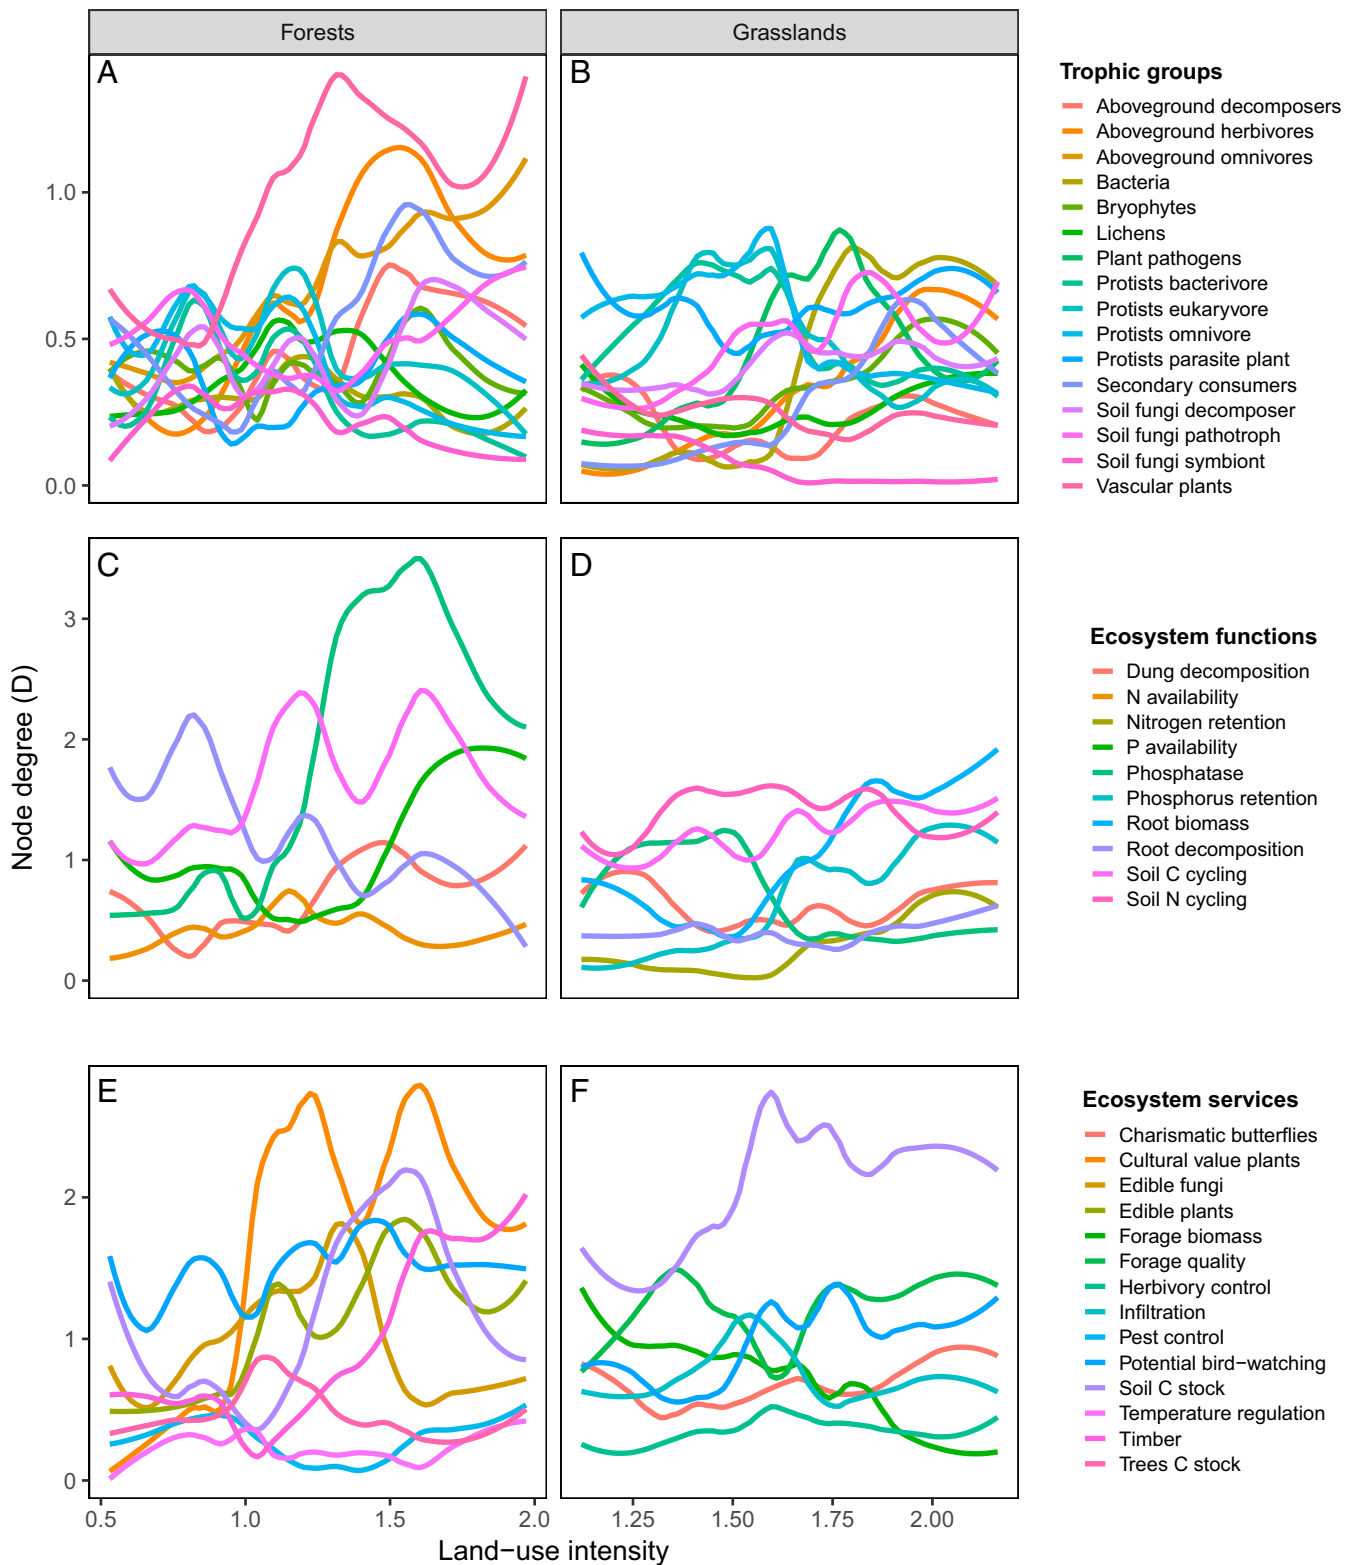 Forests
Grasslands
A
B
1.0
0.5
0.0
Trophic groups
Aboveground decomposers
Aboveground herbivores
Aboveground omnivores
Bacteria
Bryophytes
Lichens
Plant pathogens
Protists bacterivore
Protists eukaryvore
Protists omnivore
Protists parasite plant
Secondary consumers
Soil fungi decomposer
Soil fungi pathotroph
Soil fungi symbiont
Vascular plants
Node degree (D)
C
D
3
2
1
0
Ecosystem functions
Dung decomposition
N availability
Nitrogen retention
P availability
Phosphatase
Phosphorus retention
Root biomass
Root decomposition
Soil C cycling
Soil N cycling
E
F
2
1
0
Ecosystem services
Charismatic butterflies
Cultural value plants
Edible fungi
Edible plants
Forage biomass
Forage quality
Herbivory control
Infiltration
Pest control
Potential bird−watching
Soil C stock
Temperature regulation
Timber
Trees C stock
0.5 1.0 1.5 2.0
1.25 1.50 1.75 2.00
Land−use intensity